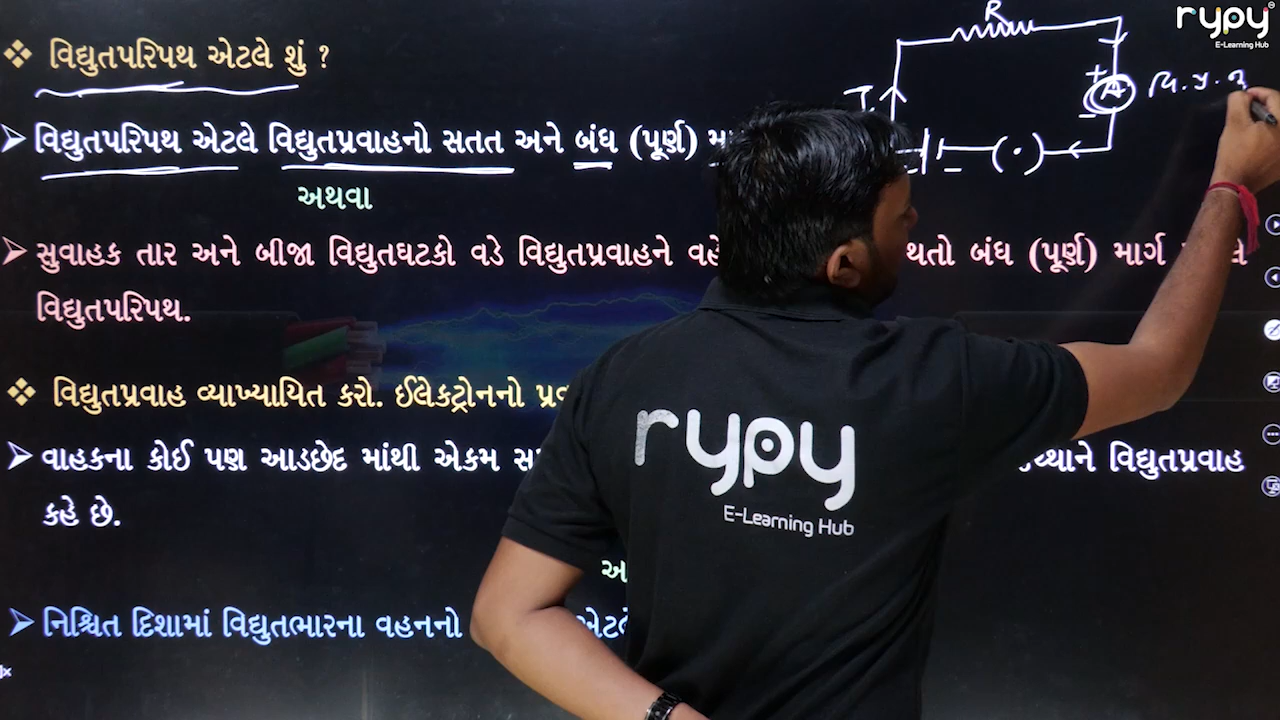 rypy
E-Learning Hub
❖ વિદ્યુતપરિપથ એટલે શું ?
R
I
+
A
-
વિ.પ્ર.
-
➤ વિદ્યુતપરિપથ એટલે વિદ્યુતપ્રવાહનો સતત અને બંધ (પૂર્ણ)
અથવા
➤ સુવાહક તાર અને બીજા વિદ્યુતઘટકો વડે વિદ્યુતપ્રવાહને થતો બંધ (પૂર્ણ) માર્ગ
વિદ્યુતપરિપથ.
❖ વિદ્યુતપ્રવાહ વ્યાખ્યાયિત કરો. ઈલેકટ્રોનનો
➤ વાહકના કોઈ પણ આડછેદ માંથી એકમ વિદ્યુતપ્રવાહ
કહે છે.
➤ નિશ્ચિત દિશામાં વિદ્યુતભારના વહનનો
rypy
E-Learning Hub